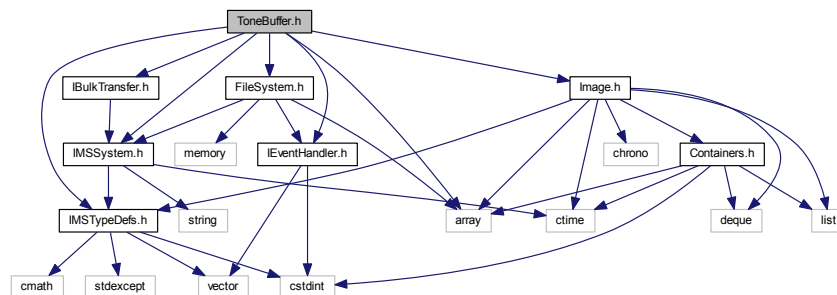 ToneBuffer.h
IBulkTransfer.h
FileSystem.h
Image.h
IMSSystem.h
memory
IEventHandler.h
chrono
Containers.h
IMSTypeDefs.h
string
array
ctime
deque
list
cmath
stdexcept
vector
cstdint